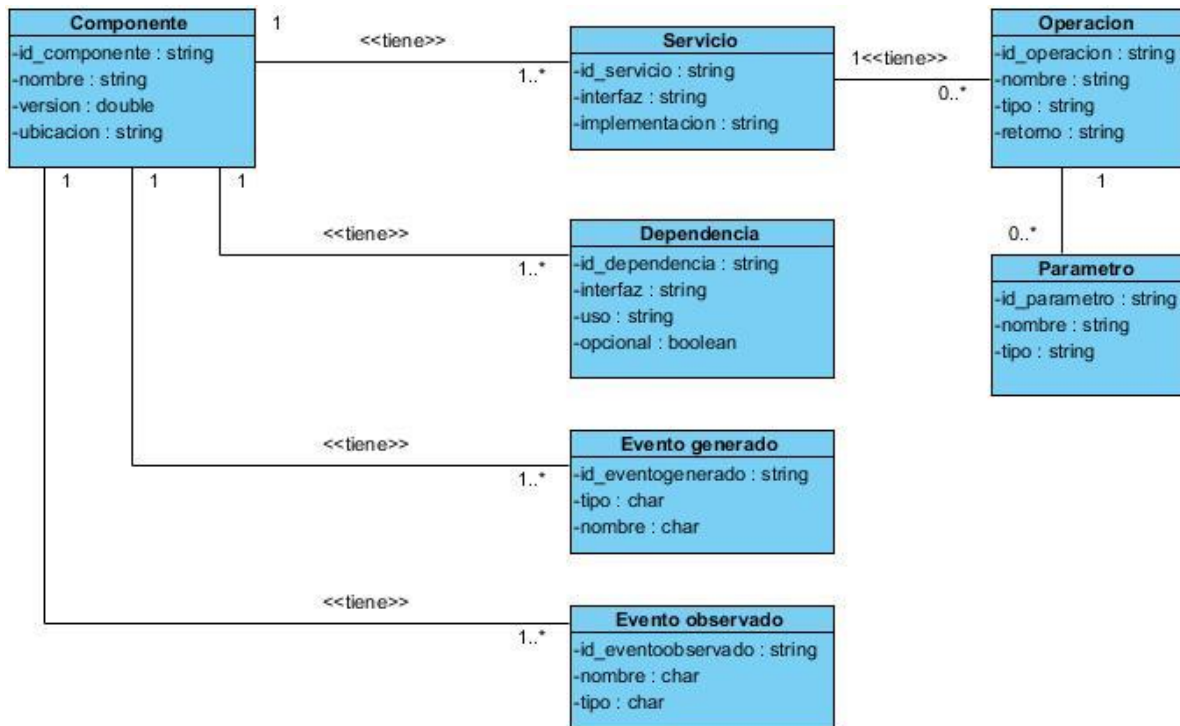 Componente
-id_componente : string
-nombre : string
-version : double
-ubicacion : string
1
<<tiene>>
1..*
Servicio
-id_servicio : string
-interfaz : string
-implementacion : string
1<<tiene>>
0..*
Operacion
-id_operacion : string
-nombre : string
-tipo : string
-retorno : string
1
1
1
1
0..*
Parametro
-id_parametro : string
-nombre : string
-tipo : string
<<tiene>>
1..*
Dependencia
-id_dependencia : string
-interfaz : string
-uso : string
-opcional : boolean
<<tiene>>
1..*
Evento generado
-id_eventogenerado : string
-tipo : char
-nombre : char
<<tiene>>
1..*
Evento observado
-id_eventoobservado : string
-nombre : char
-tipo : char